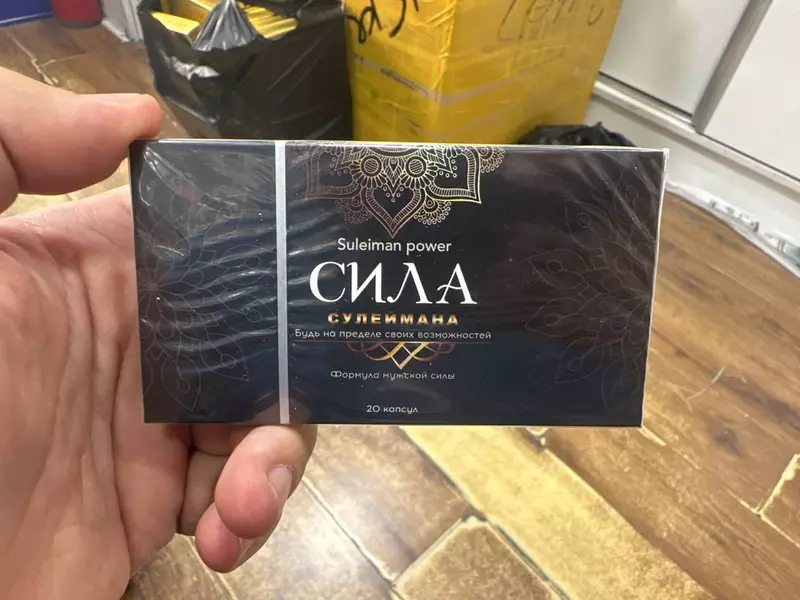 Suleiman power
СИЛА
СУЛЕЙМАНА
Будь на пределе своих возможностей
Формула мужской силы
20 капсул